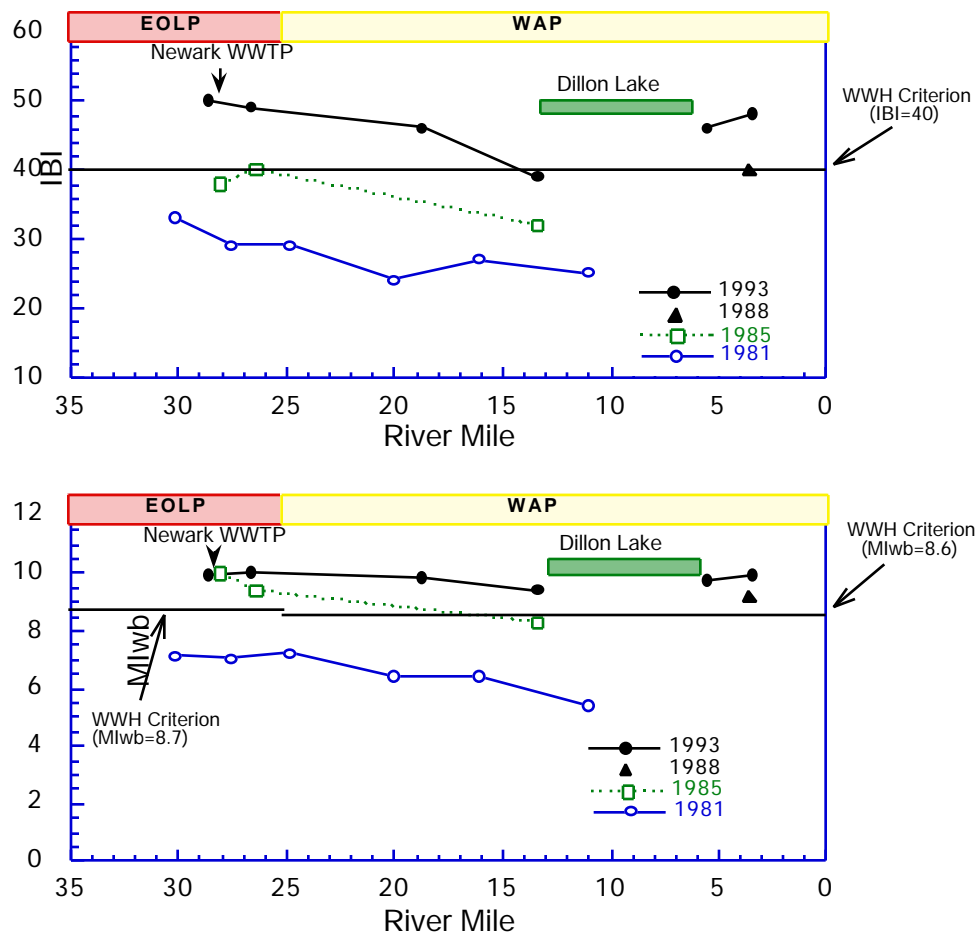 EOLP WAP
60
Newark WWTP
Dillon Lake
50
WWH Criterion
(IBI=40)
40
IBI
30
20
10
1993
1988
1985
1981
35 30 25 20 15 10 5 0
River Mile
EOLP WAP
12
Newark WWTP
Dillon Lake
WWH Criterion
(MIwb=8.6)
10
8
MIwb
6
WWH Criterion
(MIwb=8.7)
4
2
0
1993
1988
1985
1981
35 30 25 20 15 10 5 0
River Mile